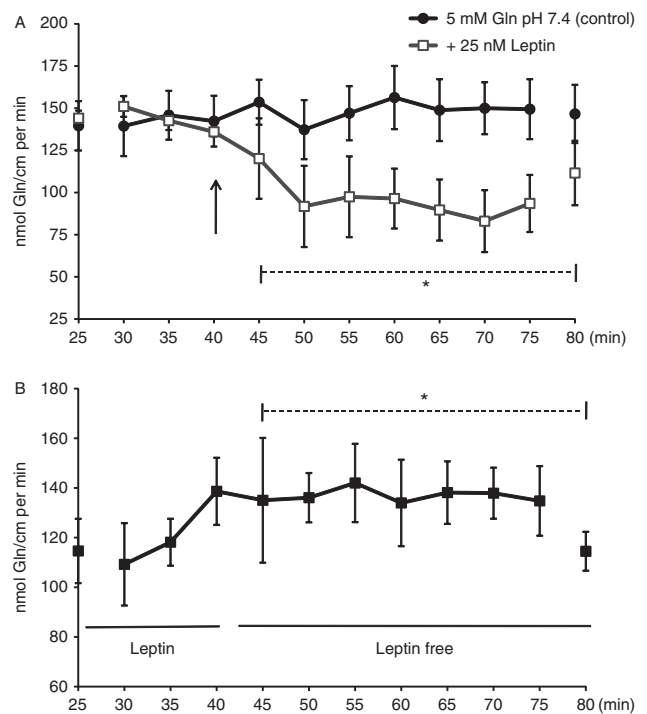 A
200
175
150
125
100
75
50
25
nmol Gln/cm per min
5 mM Gln pH 7.4 (control)
+ 25 nM Leptin
*
25 30 35 40 45 50 55 60 65 70 75 80 (min)
B
180
160
140
120
100
80
60
nmol Gln/cm per min
*
Leptin Leptin free
25 30 35 40 45 50 55 60 65 70 75 80 (min)